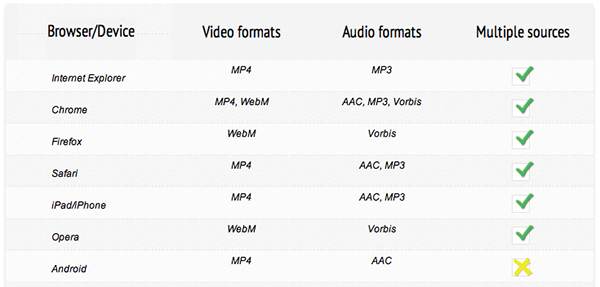 Browser/Device Video formats Audio formats Multiple sources
Internet Explorer MP4 MP3
Chrome MP4, WebM AAC, MP3, Vorbis
Firefox WebM Vorbis
Safari MP4 AAC, MP3
iPad/iPhone MP4 AAC, MP3
Opera WebM Vorbis
Android MP4 AAC